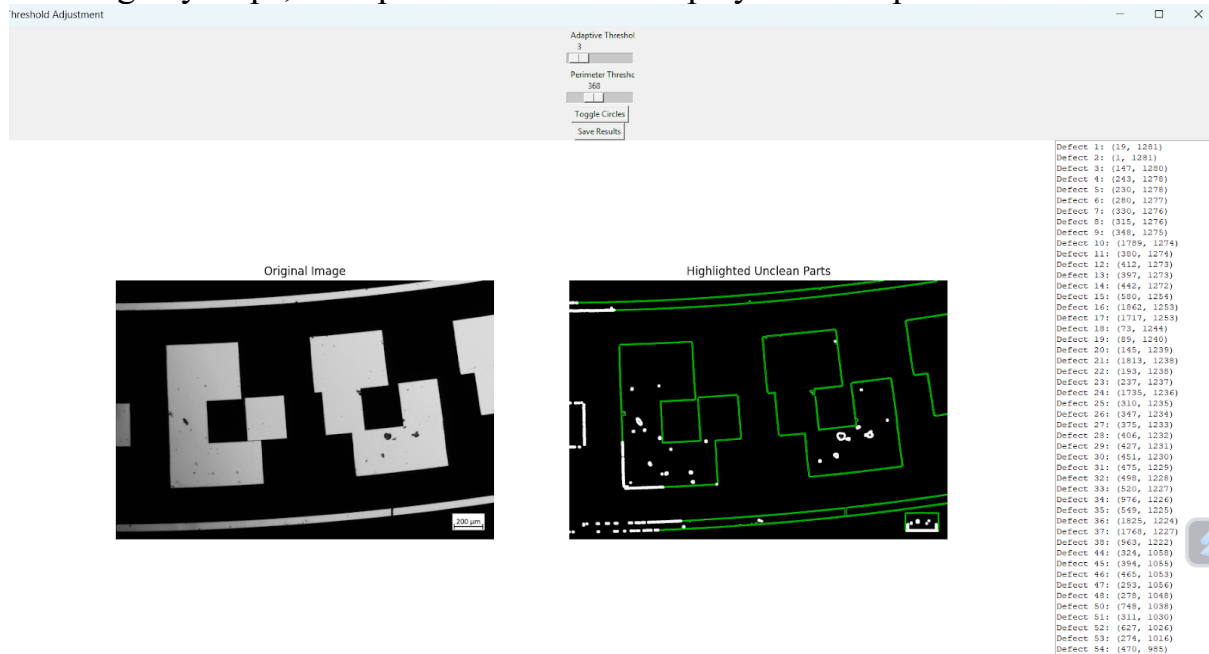 Threshold Adjustment
Adaptive Threshol
3
Perimeter Thresho
368
Toggle Circles
Save Results
Original Image
Highlighted Unclean Parts
200 µm
Defect 1: (19, 1281)
Defect 2: (1, 1281)
Defect 3: (147, 1280)
Defect 4: (243, 1278)
Defect 5: (230, 1278)
Defect 6: (280, 1277)
Defect 7: (330, 1276)
Defect 8: (315, 1276)
Defect 9: (348, 1275)
Defect 10: (1789, 1274)
Defect 11: (380, 1274)
Defect 12: (412, 1273)
Defect 13: (397, 1273)
Defect 14: (442, 1272)
Defect 15: (580, 1254)
Defect 16: (1862, 1253)
Defect 17: (1717, 1253)
Defect 18: (73, 1244)
Defect 19: (89, 1240)
Defect 20: (145, 1239)
Defect 21: (1813, 1238)
Defect 22: (193, 1238)
Defect 23: (237, 1237)
Defect 24: (1735, 1236)
Defect 25: (310, 1235)
Defect 26: (347, 1234)
Defect 27: (375, 1233)
Defect 28: (406, 1232)
Defect 29: (427, 1231)
Defect 30: (451, 1230)
Defect 31: (475, 1229)
Defect 32: (498, 1228)
Defect 33: (520, 1227)
Defect 34: (976, 1226)
Defect 35: (549, 1225)
Defect 36: (1825, 1224)
Defect 37: (1768, 1227)
Defect 38: (963, 1222)
Defect 44: (324, 1058)
Defect 45: (394, 1055)
Defect 46: (465, 1053)
Defect 47: (293, 1056)
Defect 48: (278, 1048)
Defect 50: (748, 1038)
Defect 51: (311, 1030)
Defect 52: (627, 1026)
Defect 53: (274, 1016)
Defect 54: (470, 985)